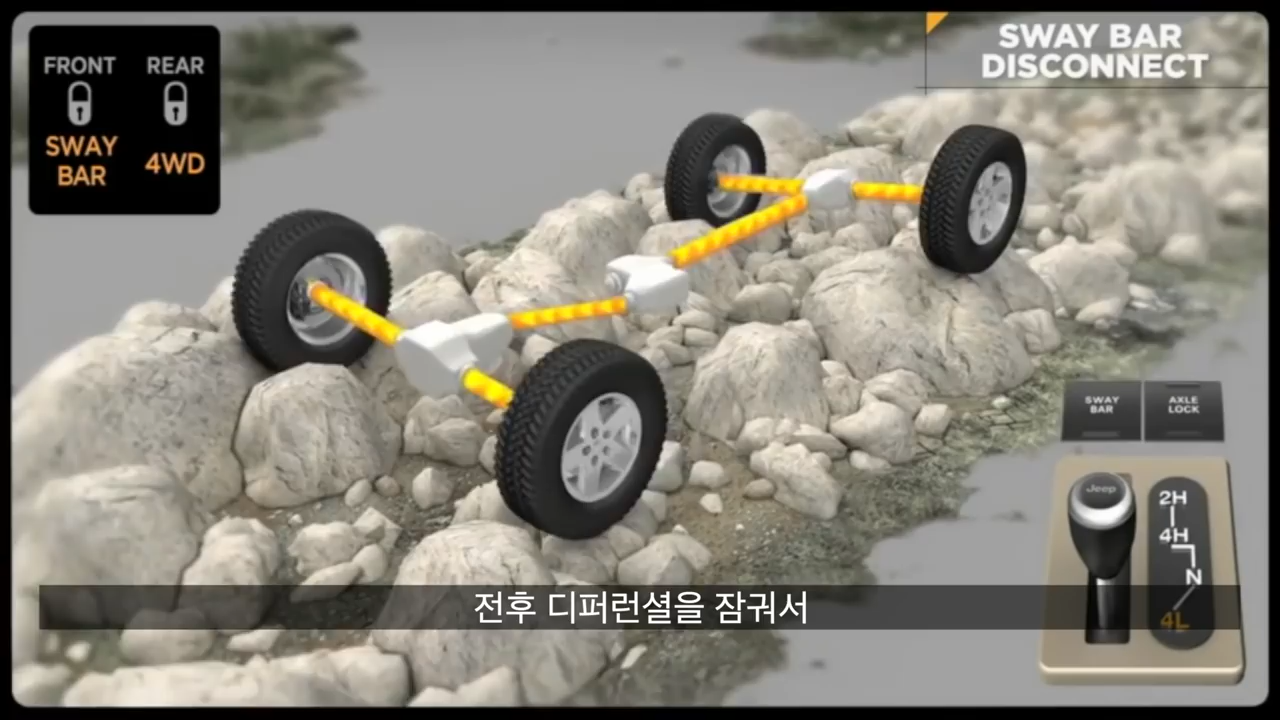 FRONT REAR
SWAY
BAR
4WD
SWAY BAR
DISCONNECT
SWAY
BAR
AXLE
LOCK
Jeep
2H
4H
N
4L
전후 디퍼런셜을 잠궈서